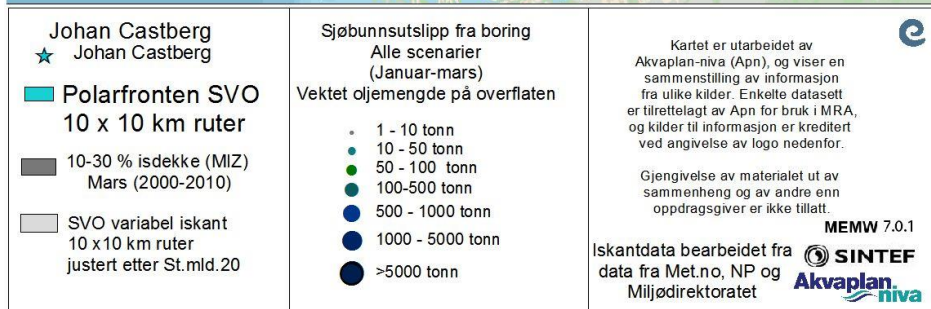 Johan Castberg
Johan Castberg
Polarfronten SVO
10 x 10 km ruter
10-30 % isdekke (MIZ)
Mars (2000-2010)
SVO variabel iskant
10 x10 km ruter
justert etter St.mld.20
Sjøbunnsutslipp fra boring
Alle scenarier
(Januar-mars)
Vektet oljemengde på overflaten
1 - 10 tonn
10 - 50 tonn
50 - 100 tonn
100-500 tonn
500 - 1000 tonn
1000 - 5000 tonn
>5000 tonn
Kartet er utarbeidet av
Akvaplan-niva (Apn), og viser en
sammenstilling av informasjon
fra ulike kilder. Enkelte datasett
er tilrettelagt av Apn for bruk i MRA,
og kilder til informasjon er kreditert
ved angivelse av logo nedenfor.
Gjengivelse av materialet ut av
sammenheng og av andre enn
oppdragsgiver er ikke tillatt.
MEMW 7.0.1
Iskantdata bearbeidet fra
data fra Met.no, NP og
Miljødirektoratet
SINTEF
Akvaplan
niva